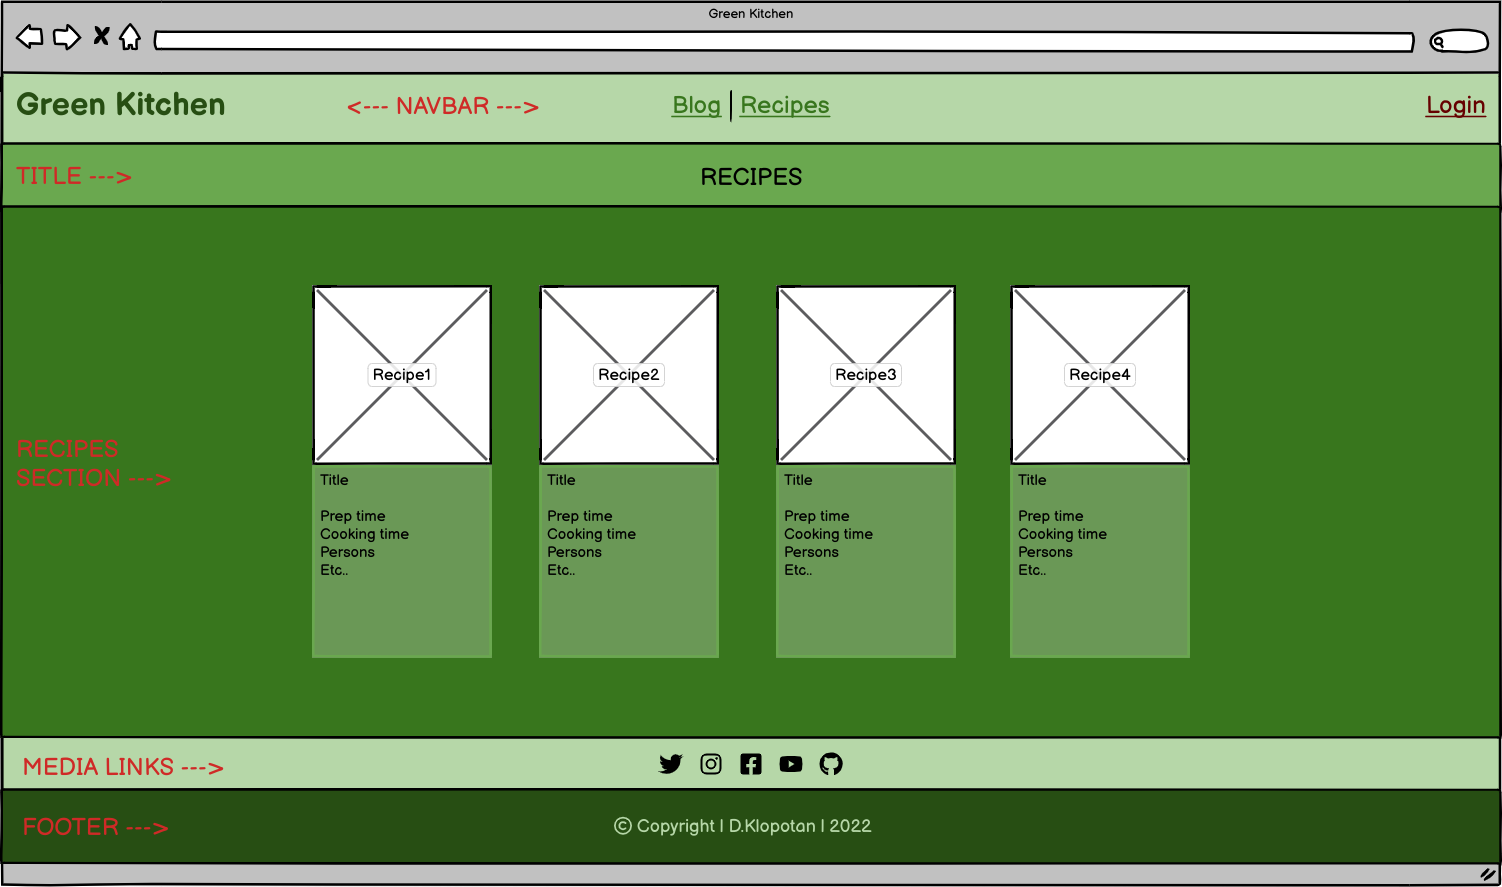 Green Kitchen
Green Kitchen <--- NAVBAR ---> Blog | Recipes Login
TITLE ---> RECIPES
Recipe1 Recipe2 Recipe3 Recipe4
RECIPES
SECTION --->
Title Title Title Title
Prep time Prep time Prep time Prep time
Cooking time Cooking time Cooking time Cooking time
Persons Persons Persons Persons
Etc.. Etc.. Etc.. Etc..
MEDIA LINKS --->
FOOTER ---> © Copyright | D.Klopotan | 2022